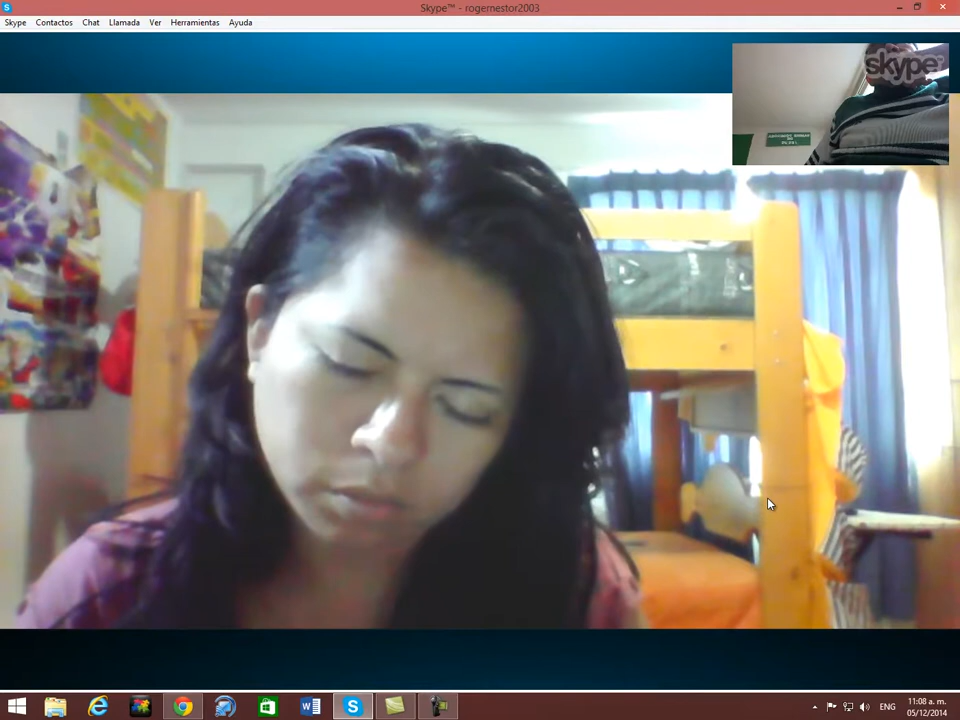 Skype™ - rogernestor2003
Skype Contactos Chat Llamada Ver Herramientas Ayuda
skype
ENG
11:08 a. m.
05/12/2014